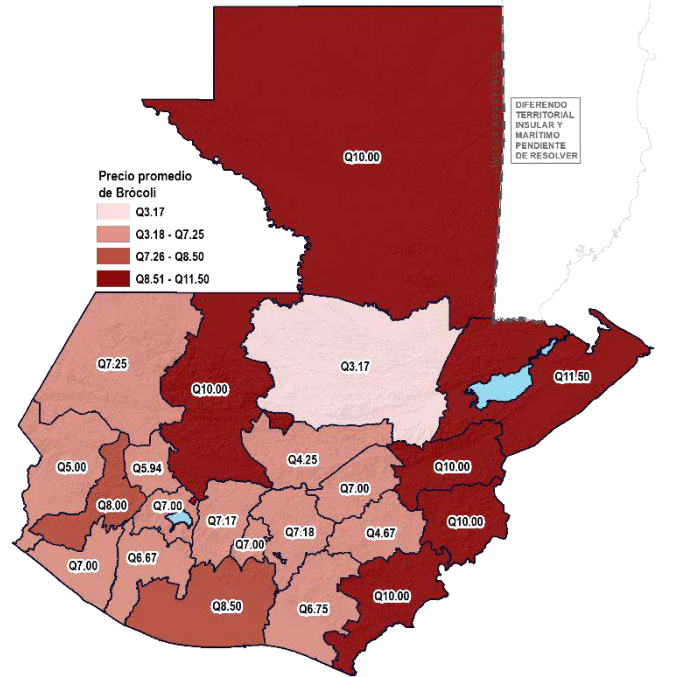 DIFERENDO
TERRITORIAL
INSULAR Y
MARÍTIMO
PENDIENTE
DE RESOLVER
Q10.00
Precio promedio
de Brócoli
Q3.17
Q3.18 - Q7.25
Q7.26 - Q8.50
Q8.51 - Q11.50
Q7.25
Q10.00
Q3.17
Q11.50
Q5.00
Q5.94
Q4.25
Q10.00
Q8.00
Q7.00
Q7.17
Q7.00
Q7.00
Q7.18
Q4.67
Q10.00
Q7.00
Q6.67
Q8.50
Q6.75
Q10.00